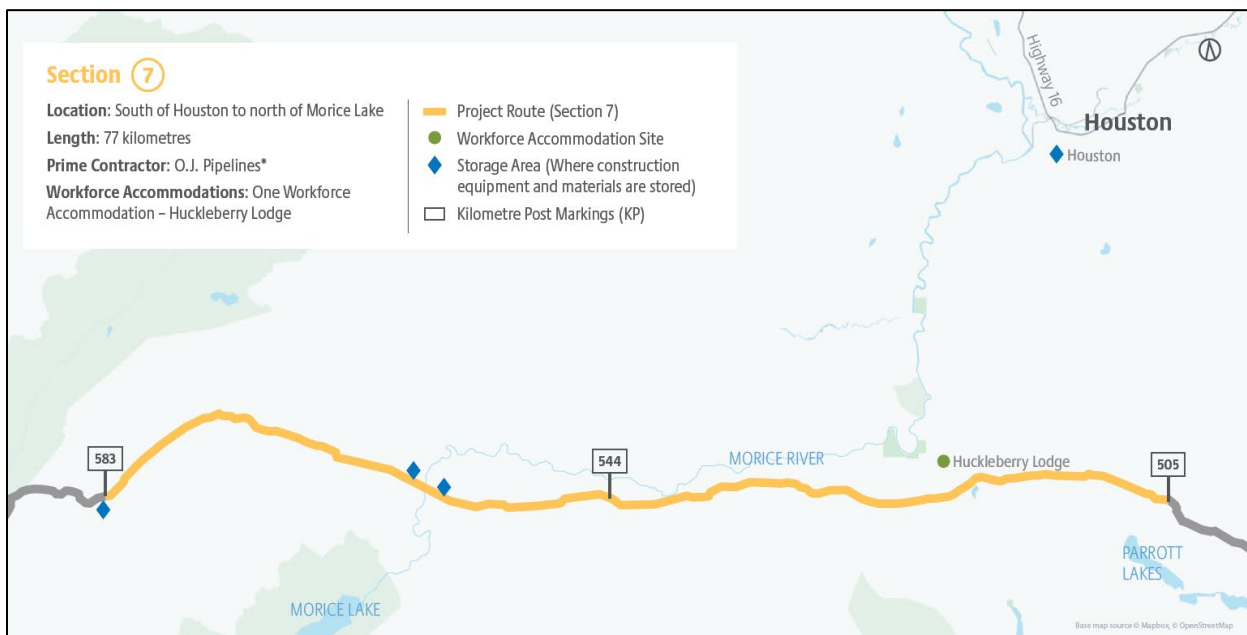 Section 7
Location: South of Houston to north of Morice Lake
Length: 77 kilometres
Prime Contractor: O.J. Pipelines*
Workforce Accommodations: One Workforce
Accommodation – Huckleberry Lodge
Project Route (Section 7)
Workforce Accommodation Site
Storage Area (Where construction
equipment and materials are stored)
Kilometre Post Markings (KP)
Highway 16
Houston
Houston
583
544
MORICE RIVER
Huckleberry Lodge
505
PARROTT
LAKES
MORICE LAKE
Base map source © Mapbox, © OpenStreetMap